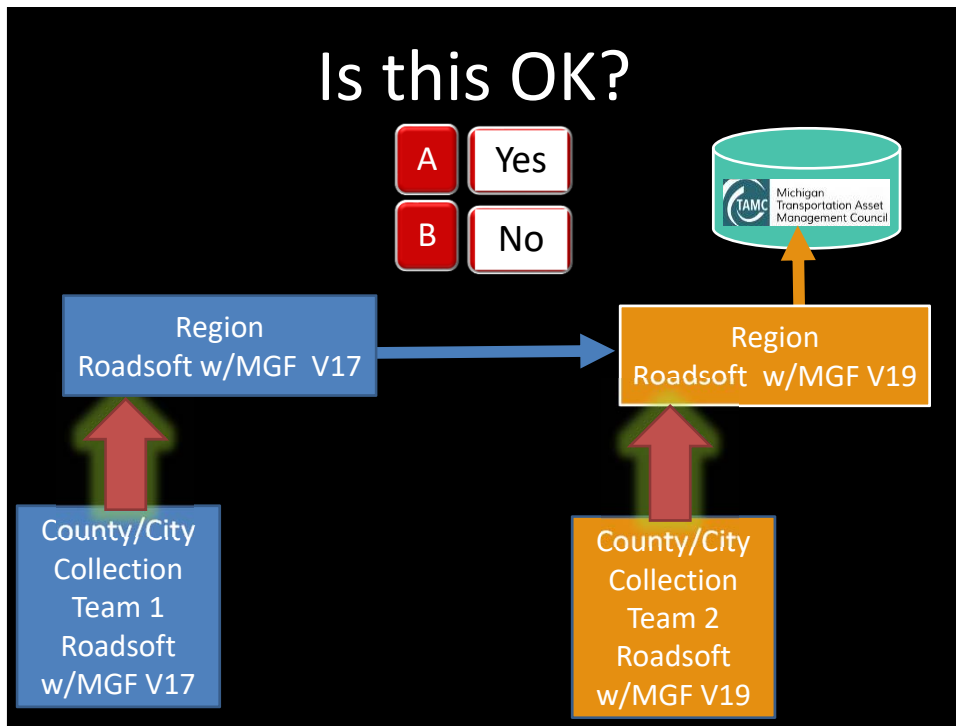 Is this OK?
A Yes
B No
TAMC
Michigan
Transportation Asset
Management Council
Region
Roadsoft w/MGF V17
Region
Roadsoft w/MGF V19
County/City
Collection
Team 1
Roadsoft
w/MGF V17
County/City
Collection
Team 2
Roadsoft
w/MGF V19